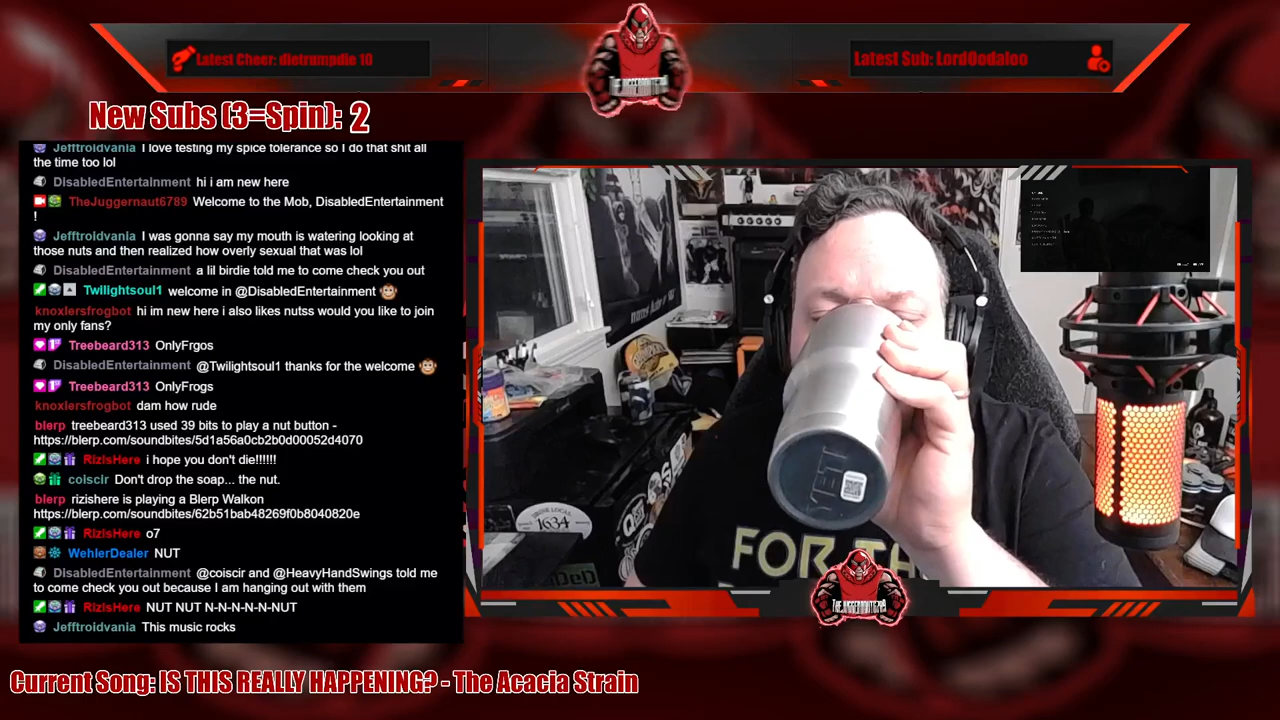 Latest Cheer: dietrumpdie 10
Latest Sub: LordOodaloo
New Subs (3=Spin): 2
Jefftroidvania I love testing my spice tolerance so I do that shit all
the time too lol
DisabledEntertainment hi i am new here
TheJuggernaut6789 Welcome to the Mob, DisabledEntertainment
!
Jefftroidvania I was gonna say my mouth is watering looking at
those nuts and then realized how overly sexual that was lol
DisabledEntertainment a lil birdie told me to come check you out
Twilightsoul1 welcome in @DisabledEntertainment
knoxlersfrogbot hi im new here i also likes nutss would you like to join
my only fans?
Treebeard313 OnlyFrgos
DisabledEntertainment @Twilightsoul1 thanks for the welcome
Treebeard313 OnlyFrogs
knoxlersfrogbot dam how rude
blerp treebeard313 used 39 bits to play a nut button -
https://blerp.com/soundbites/5d1a56a0cb2b0d00052d4070
RizIsHere i hope you don't die!!!!!!
coiscir Don't drop the soap... the nut.
blerp rizishere is playing a Blerp Walkon
https://blerp.com/soundbites/62b51bab48269f0b8040820e
RizIsHere o7
WehlerDealer NUT
DisabledEntertainment @coiscir and @HeavyHandSwings told me
to come check you out because I am hanging out with them
RizIsHere NUT NUT N-N-N-N-N-NUT
Jefftroidvania This music rocks
YETI
1634
FOR TH
Current Song: IS THIS REALLY HAPPENING? - The Acacia Strain